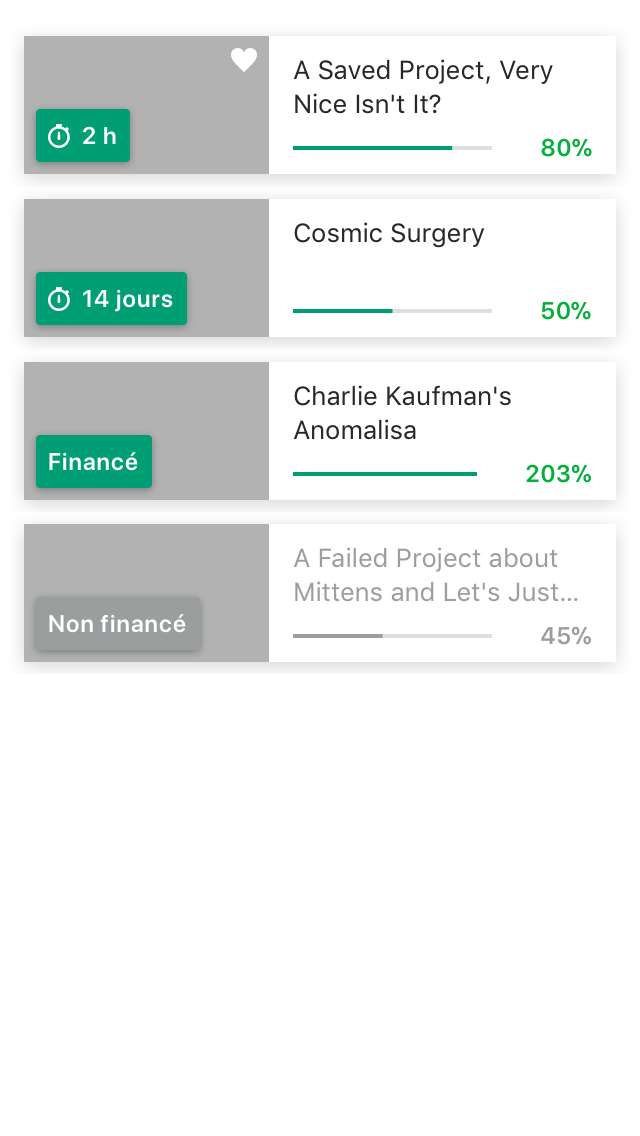 2 h
A Saved Project, Very
Nice Isn't It?
80%
14 jours
Cosmic Surgery
50%
Financé
Charlie Kaufman's
Anomalisa
203%
Non financé
A Failed Project about
Mittens and Let's Just...
45%